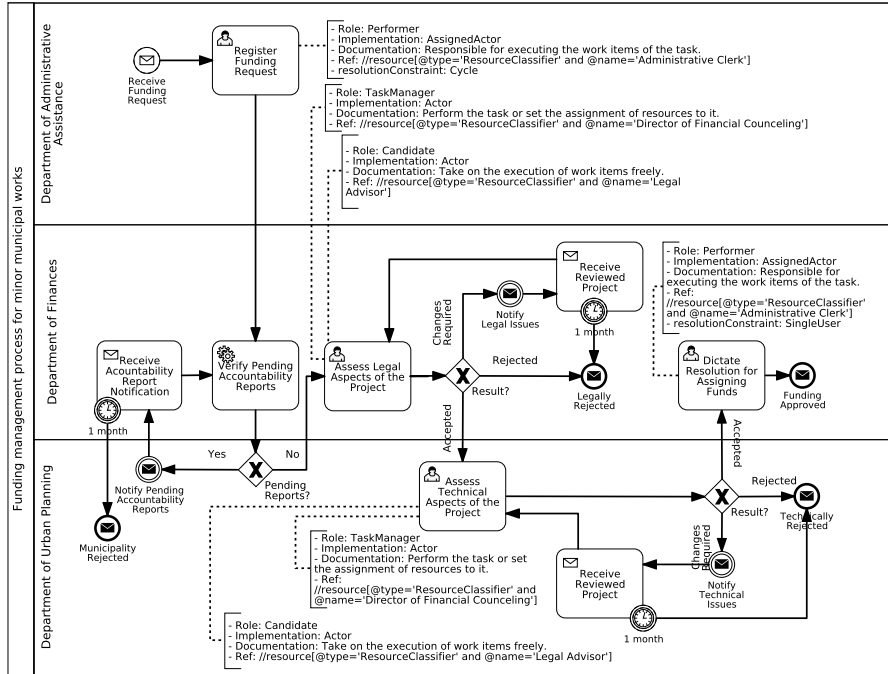 Funding management process for minor municipal works
Department of Administrative
Assistance
Receive
Funding
Request
Register
Funding
Request
- Role: Performer
- Implementation: AssignedActor
- Documentation: Responsible for executing the work items of the task.
- Ref: //resource[@type='ResourceClassifier' and @name='Administrative Clerk']
- resolutionConstraint: Cycle
- Role: TaskManager
- Implementation: Actor
- Documentation: Perform the task or set the assignment of resources to it.
- Ref: //resource[@type='ResourceClassifier' and @name='Director of Financial Counceling']
- Role: Candidate
- Implementation: Actor
- Documentation: Take on the execution of work items freely.
- Ref: //resource[@type='ResourceClassifier' and @name='Legal
Advisor']
Department of Finances
Receive
Acountability
Report
Notification
1 month
Verify Pending
Accountability
Reports
Assess Legal
Aspects of the
Project
Changes
Required
Notify
Legal Issues
Receive
Reviewed
Project
1 month
Rejected
Result?
Legally
Rejected
Accepted
- Role: Performer
- Implementation: AssignedActor
- Documentation: Responsible for
executing the work items of the task.
- Ref:
//resource[@type='ResourceClassifier'
and @name='Administrative Clerk']
- resolutionConstraint: SingleUser
Dictate
Resolution for
Assigning
Funds
Funding
Approved
Department of Urban Planning
Yes
No
Pending
Reports?
Notify Pending
Accountability
Reports
Municipality
Rejected
Assess
Technical
Aspects of the
Project
Accepted
Rejected
Result?
Technically
Rejected
Changes
Required
Notify
Technical
Issues
Receive
Reviewed
Project
1 month
- Role: TaskManager
- Implementation: Actor
- Documentation: Perform the task or set
the assignment of resources to it.
- Ref:
//resource[@type='ResourceClassifier' and
@name='Director of Financial Counceling']
- Role: Candidate
- Implementation: Actor
- Documentation: Take on the execution of work items freely.
- Ref: //resource[@type='ResourceClassifier' and @name='Legal Advisor']